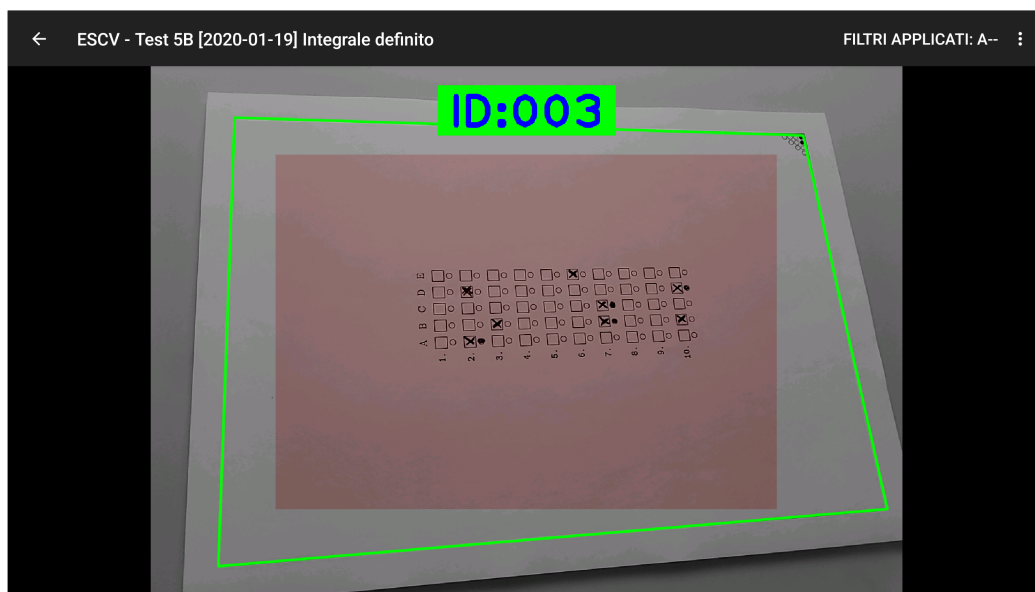 ESCV - Test 5B [2020-01-19] Integrale definito
FILTRI APPLICATI: A--
ID:003
A B C D E
1.
2.
3.
4.
5.
6.
7.
8.
9.
10.